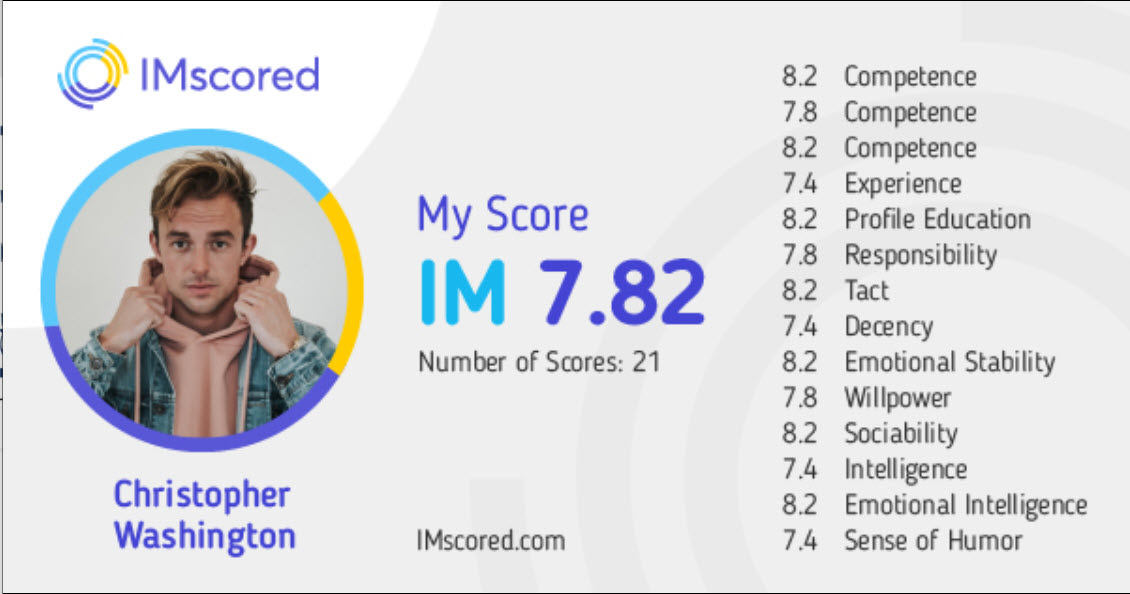 IMscored
My Score
IM 7.82
Number of Scores: 21
Christopher
Washington
IMscored.com
8.2 Competence
7.8 Competence
8.2 Competence
7.4 Experience
8.2 Profile Education
7.8 Responsibility
8.2 Tact
7.4 Decency
8.2 Emotional Stability
7.8 Willpower
8.2 Sociability
7.4 Intelligence
8.2 Emotional Intelligence
7.4 Sense of Humor